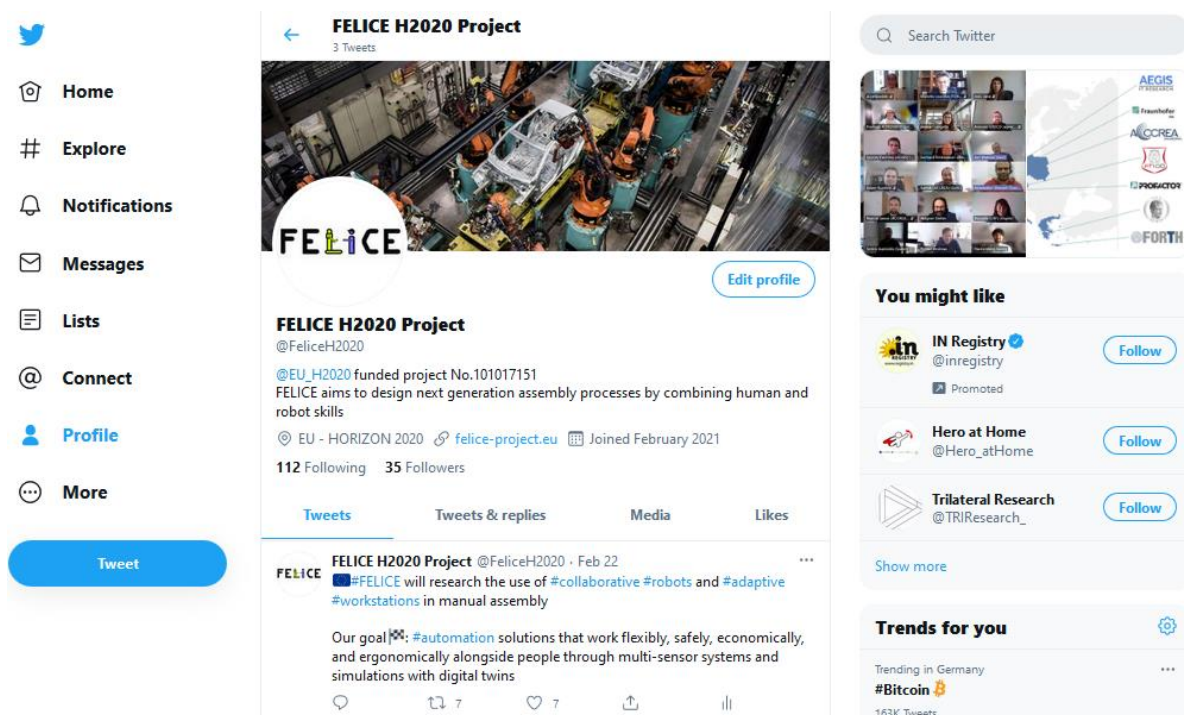 FELICE H2020 Project
3 Tweets
Home
Explore
Notifications
Messages
Lists
Connect
Profile
More
Tweet
FELICE
Edit profile
FELICE H2020 Project
@FeliceH2020
@EU_H2020 funded project No.101017151
FELICE aims to design next generation assembly processes by combining human and
robot skills
EU - HORIZON 2020 felice-project.eu Joined February 2021
112 Following 35 Followers
Tweets Tweets & replies Media Likes
FELICE
FELICE H2020 Project @FeliceH2020 · Feb 22
#FELICE will research the use of #collaborative #robots and #adaptive
#workstations in manual assembly
Our goal 🏁: #automation solutions that work flexibly, safely, economically,
and ergonomically alongside people through multi-sensor systems and
simulations with digital twins
7 7
Search Twitter
AEGIS
IT RESEARCH
Fraunhofer
ACCREA
PROFACTOR
FORTH
You might like
.in
REGISTRY
IN Registry
@inregistry
Promoted
Follow
Hero at Home
@Hero_atHome
Follow
Trilateral Research
@TRIResearch_
Follow
Show more
Trends for you
Trending in Germany
#Bitcoin
163K Tweets